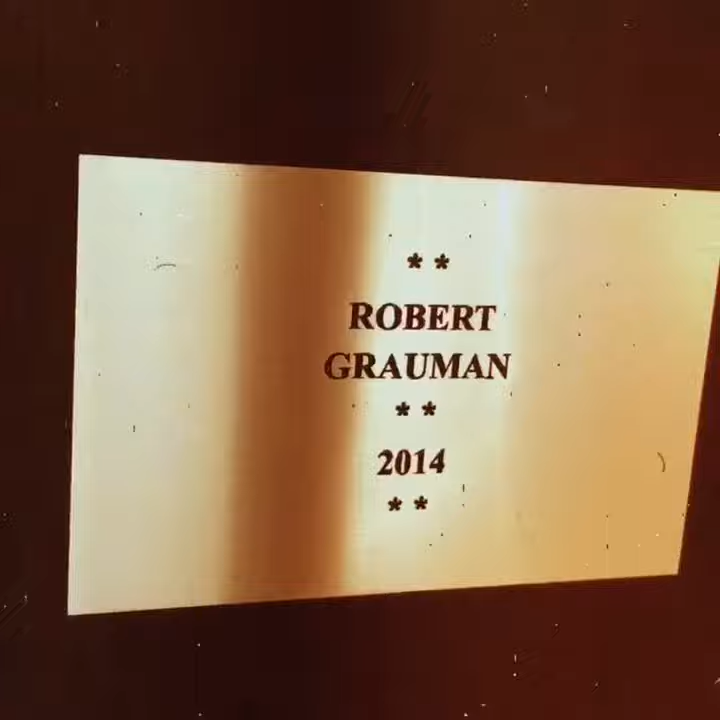 * *
ROBERT
GRAUMAN
* *
2014
* *